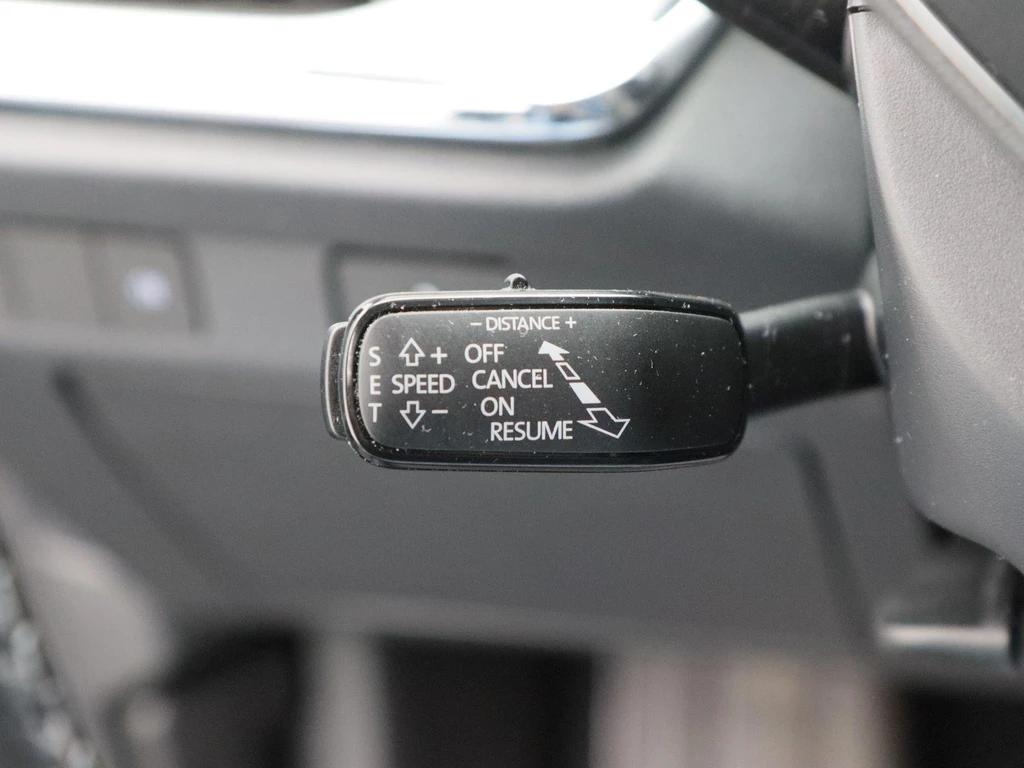 − DISTANCE +
S + OFF
E SPEED CANCEL
T − ON
RESUME